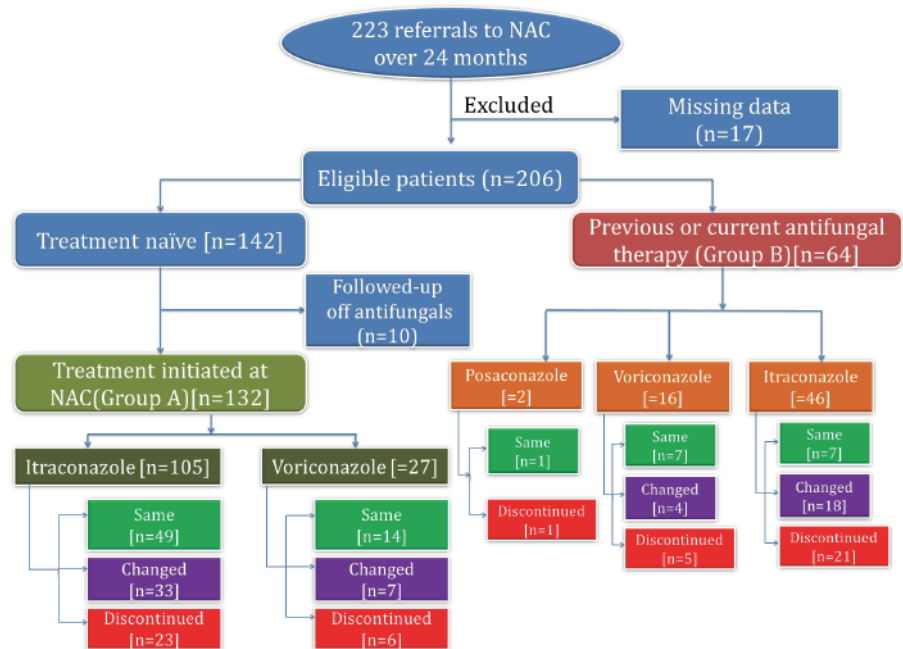 223 referrals to NAC
over 24 months
Excluded
Missing data
(n=17)
Eligible patients (n=206)
Treatment naïve [n=142]
Previous or current antifungal
therapy (Group B)[n=64]
Followed-up
off antifungals
(n=10)
Treatment initiated at
NAC(Group A)[n=132]
Itraconazole [n=105]
Same
[n=49]
Changed
[n=33]
Discontinued
[n=23]
Voriconazole [=27]
Same
[n=14]
Changed
[n=7]
Discontinued
[n=6]
Posaconazole
[=2]
Same
[n=1]
Discontinued
[n=1]
Voriconazole
[=16]
Same
[n=7]
Changed
[n=4]
Discontinued
[n=5]
Itraconazole
[=46]
Same
[n=7]
Changed
[n=18]
Discontinued
[n=21]